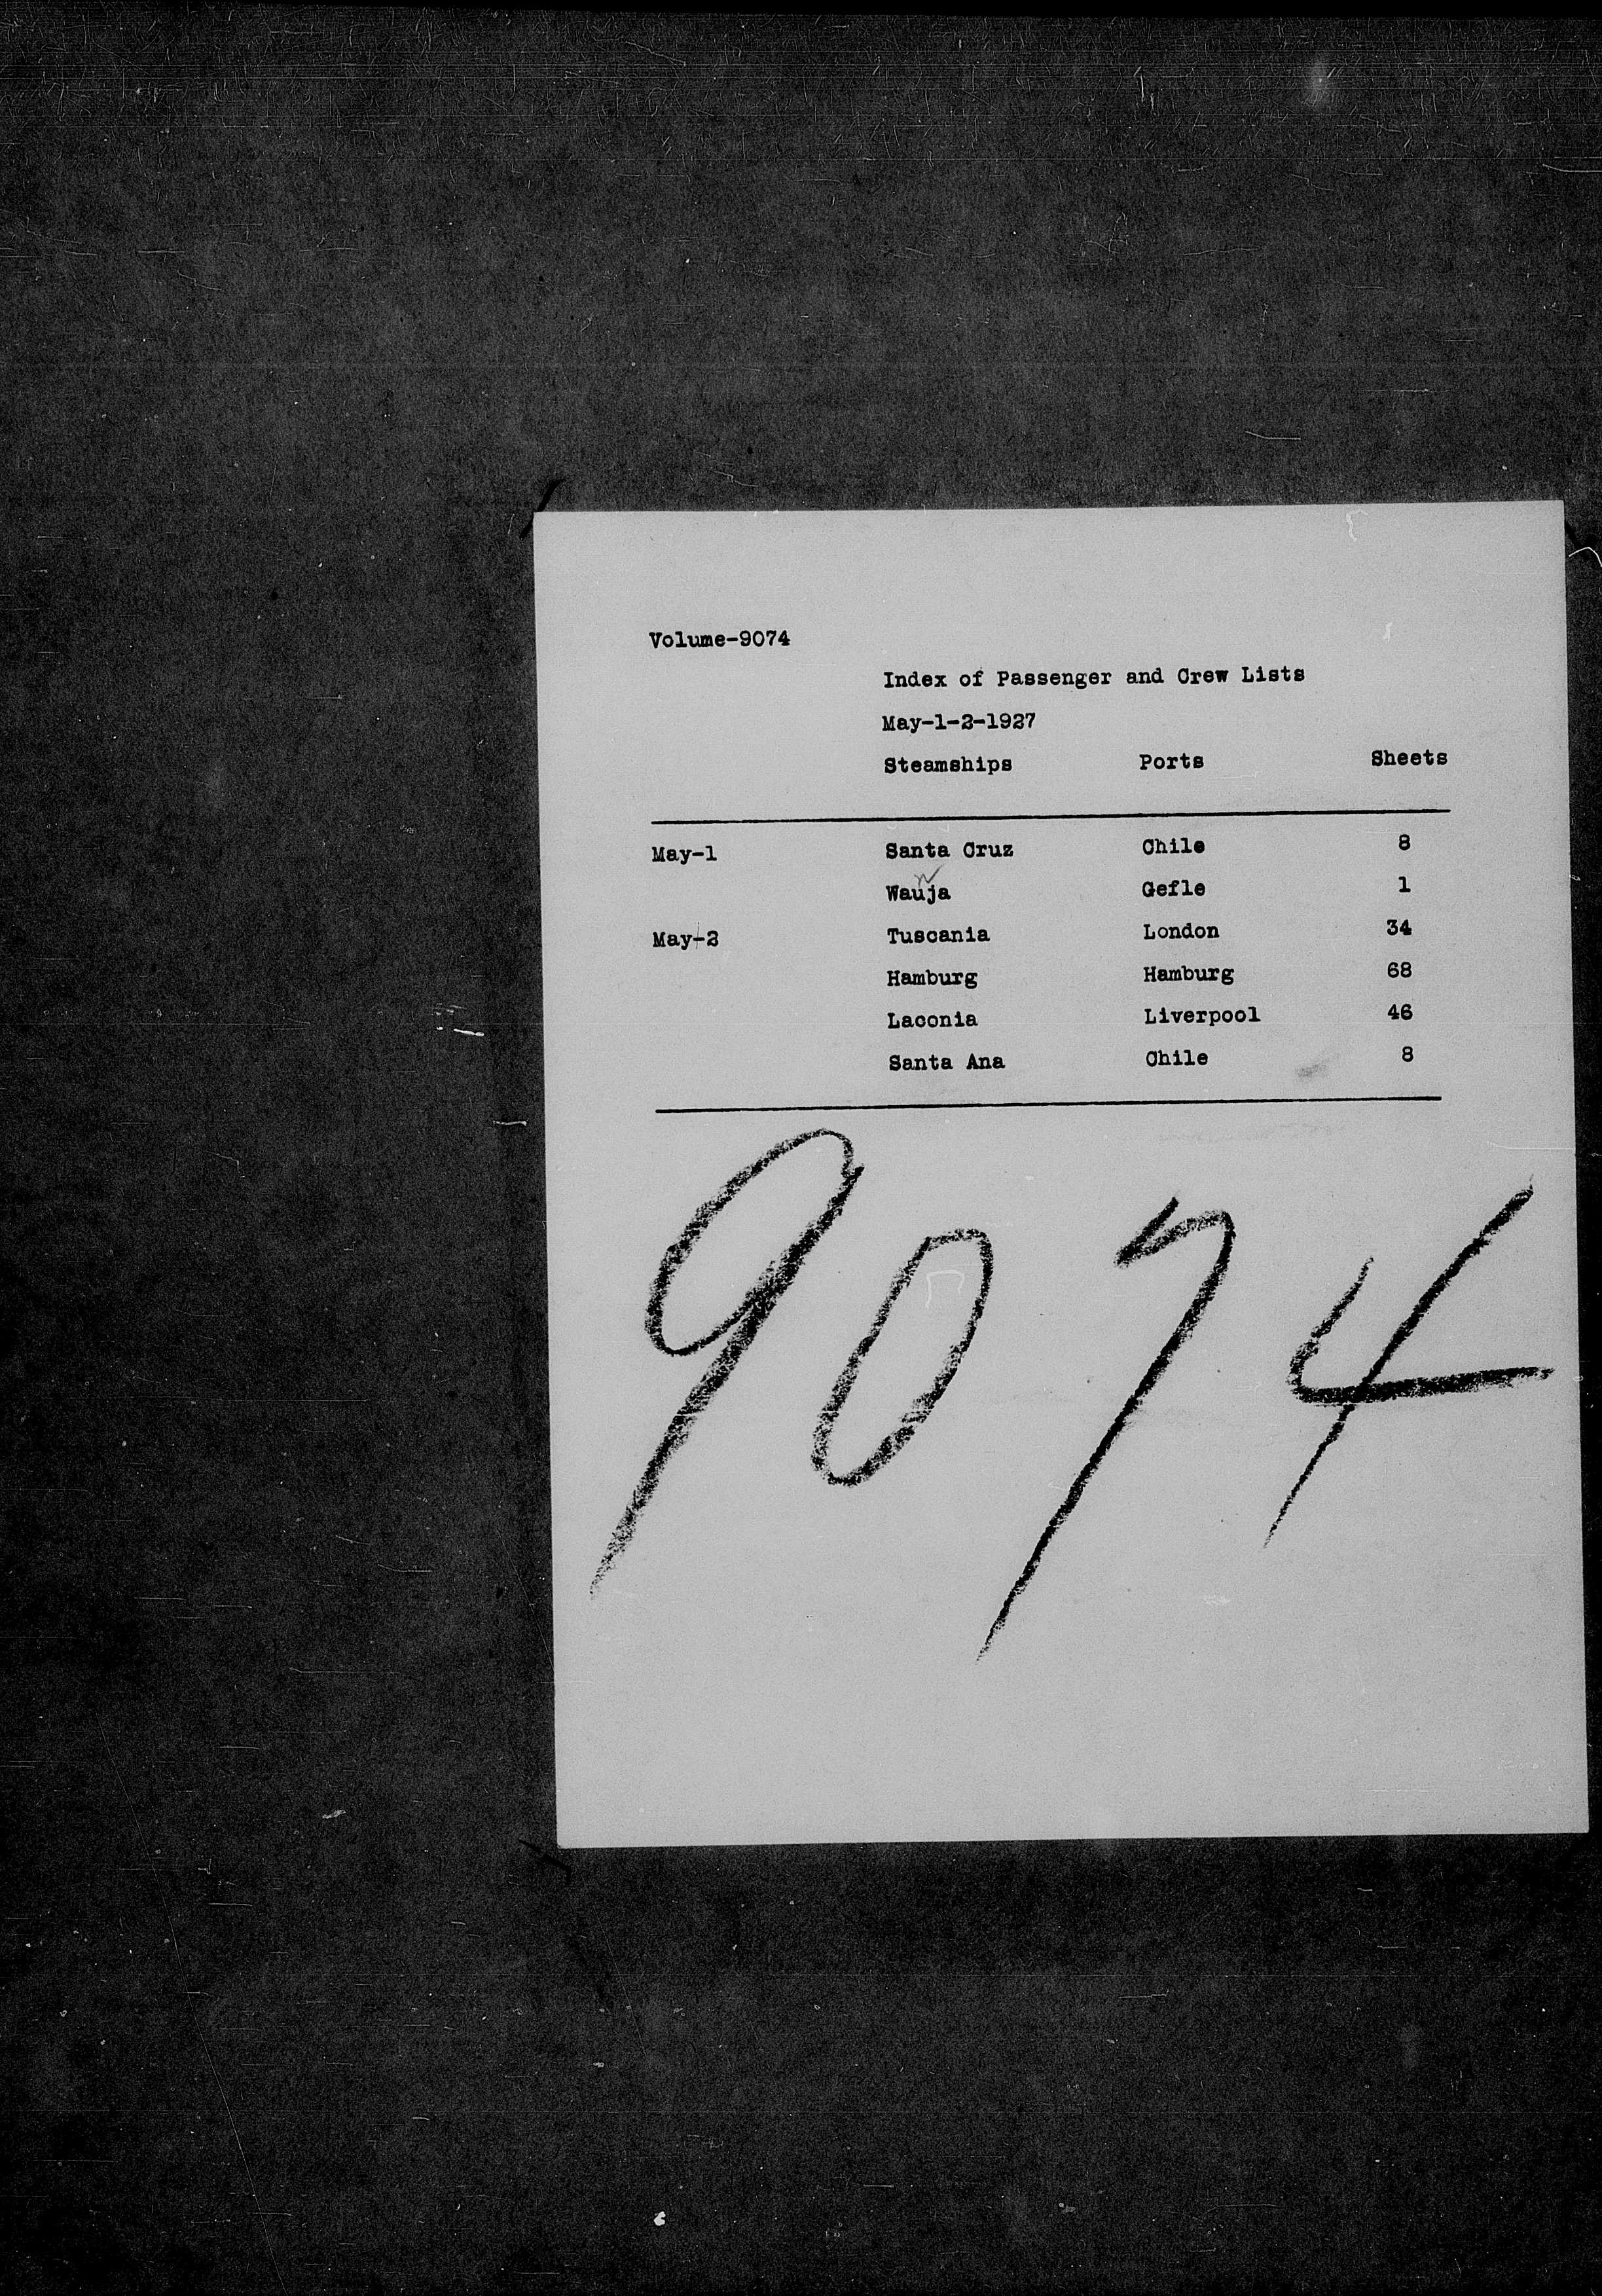 Volume-9074
Index of Passenger and Crew Lists
May-1-2-1927
Steamships Ports Sheets
May-1 Santa Cruz Chile 8
Wauja Gefle 1
May-2 Tuscania London 34
Hamburg Hamburg 68
Laconia Liverpool 46
Santa Ana Chile 8
9074